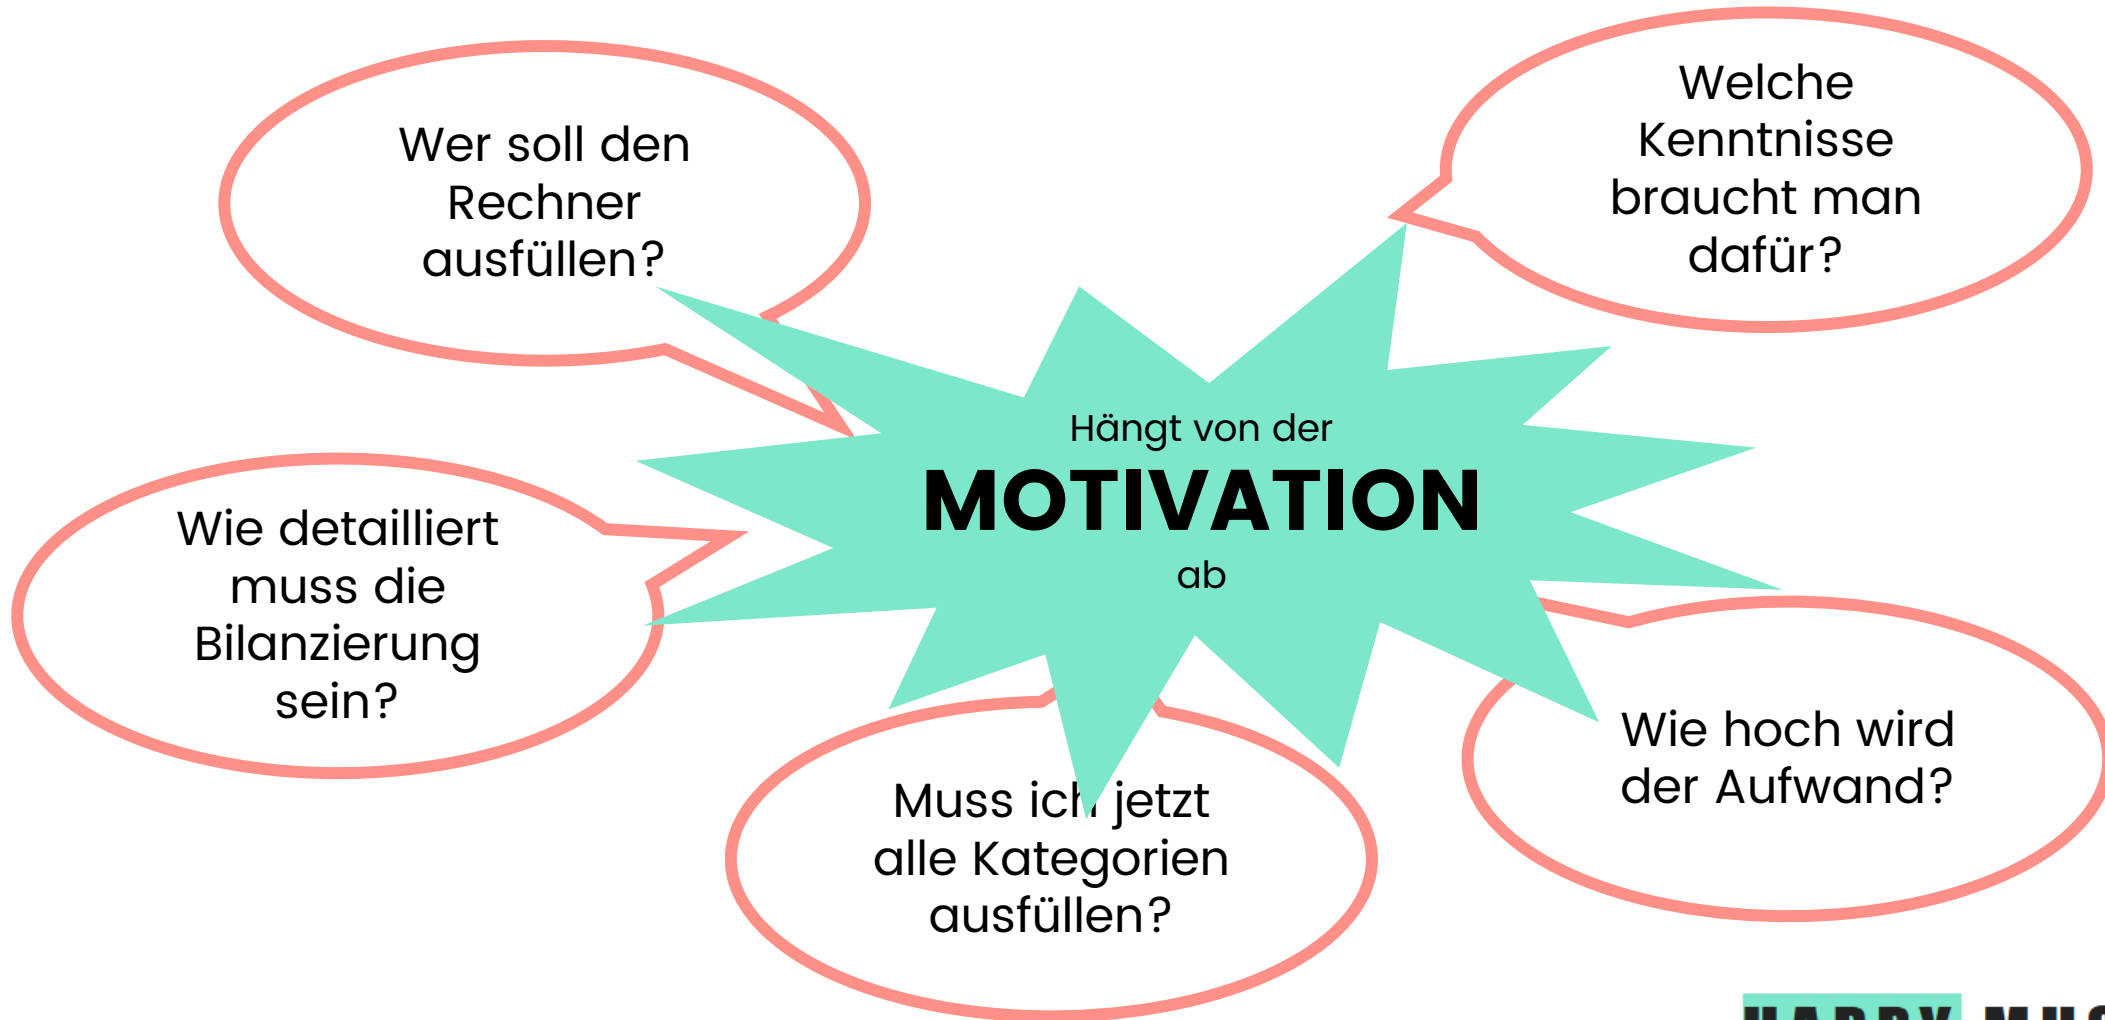 Wer soll den
Rechner
ausfüllen?
Welche
Kenntnisse
braucht man
dafür?
Hängt von der
MOTIVATION
ab
Wie detailliert
muss die
Bilanzierung
sein?
Muss ich jetzt
alle Kategorien
ausfüllen?
Wie hoch wird
der Aufwand?
HAPPY